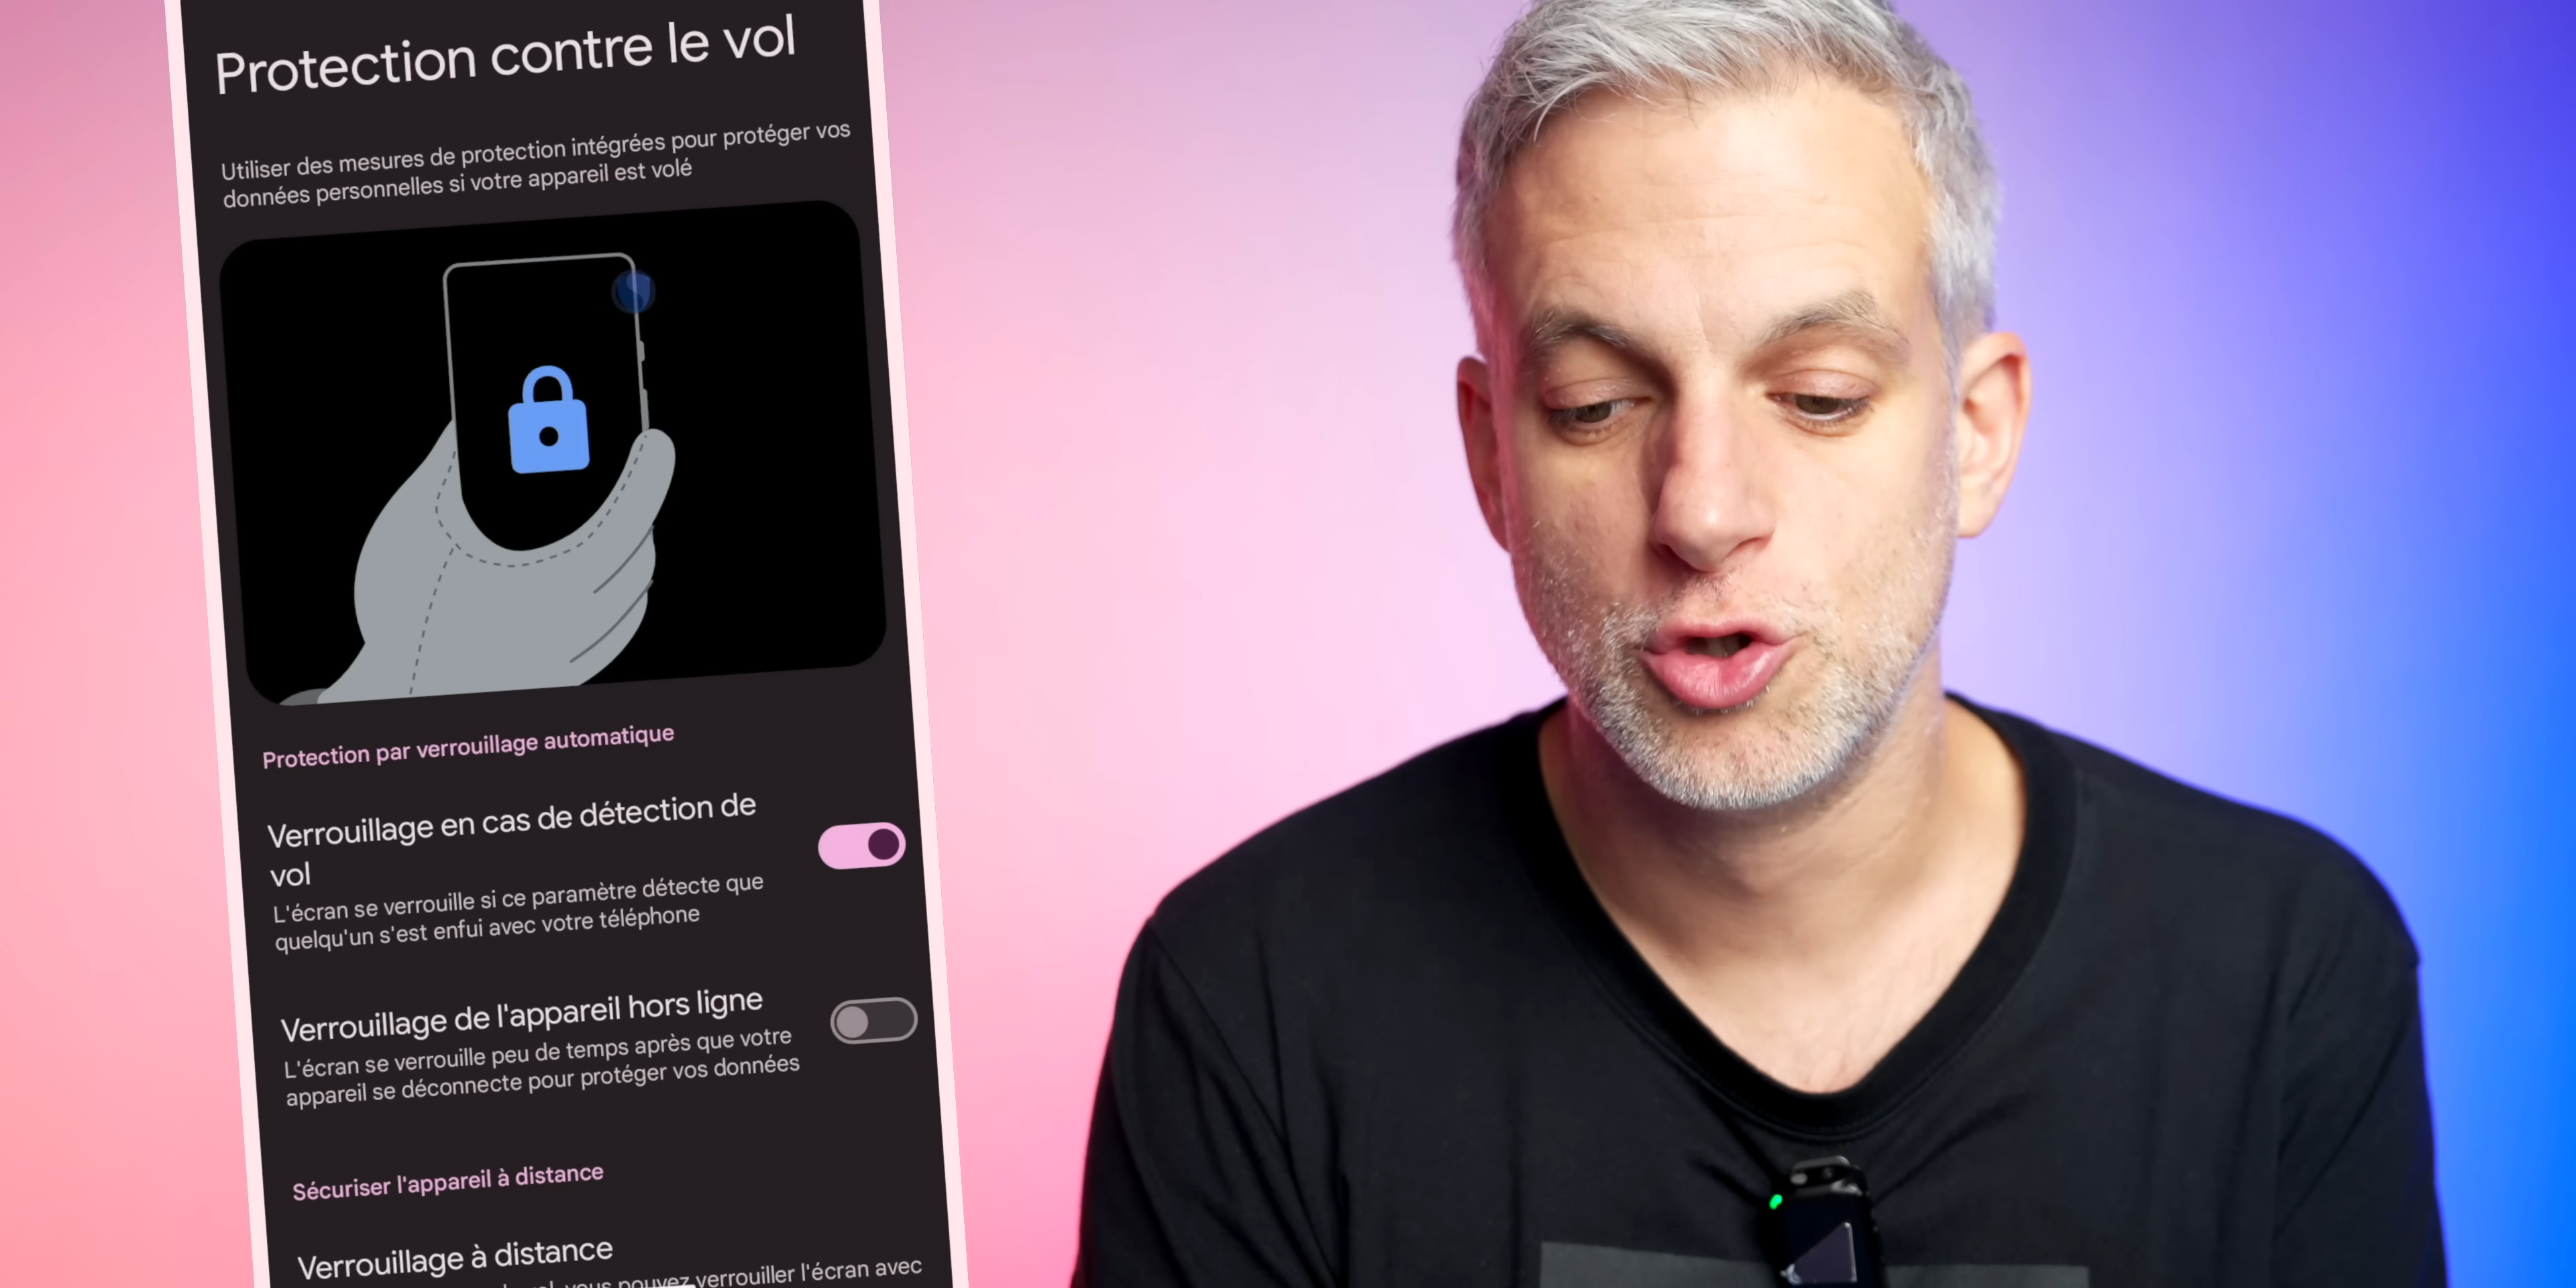 Protection contre le vol
Utiliser des mesures de protection intégrées pour protéger vos
données personnelles si votre appareil est volé
Protection par verrouillage automatique
Verrouillage en cas de détection de
vol
L'écran se verrouille si ce paramètre détecte que
quelqu'un s'est enfui avec votre téléphone
Verrouillage de l'appareil hors ligne
L'écran se verrouille peu de temps après que votre
appareil se déconnecte pour protéger vos données
Sécuriser l'appareil à distance
Verrouillage à distance
vous pouvez verrouiller l'écran avec